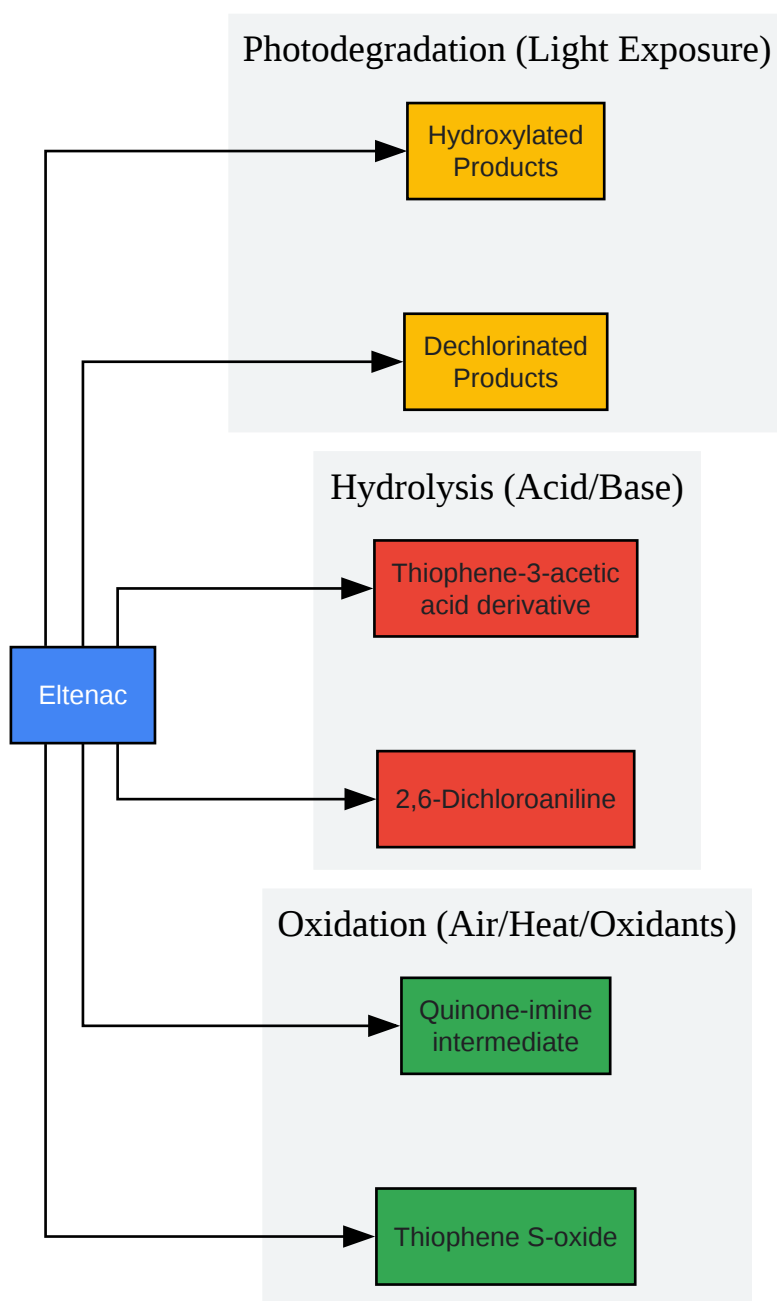 Photodegradation (Light Exposure)
Hydroxylated
Products
Dechlorinated
Products
Hydrolysis (Acid/Base)
Thiophene-3-acetic
acid derivative
Eltenac
2,6-Dichloroaniline
Oxidation (Air/Heat/Oxidants)
Quinone-imine
intermediate
Thiophene S-oxide